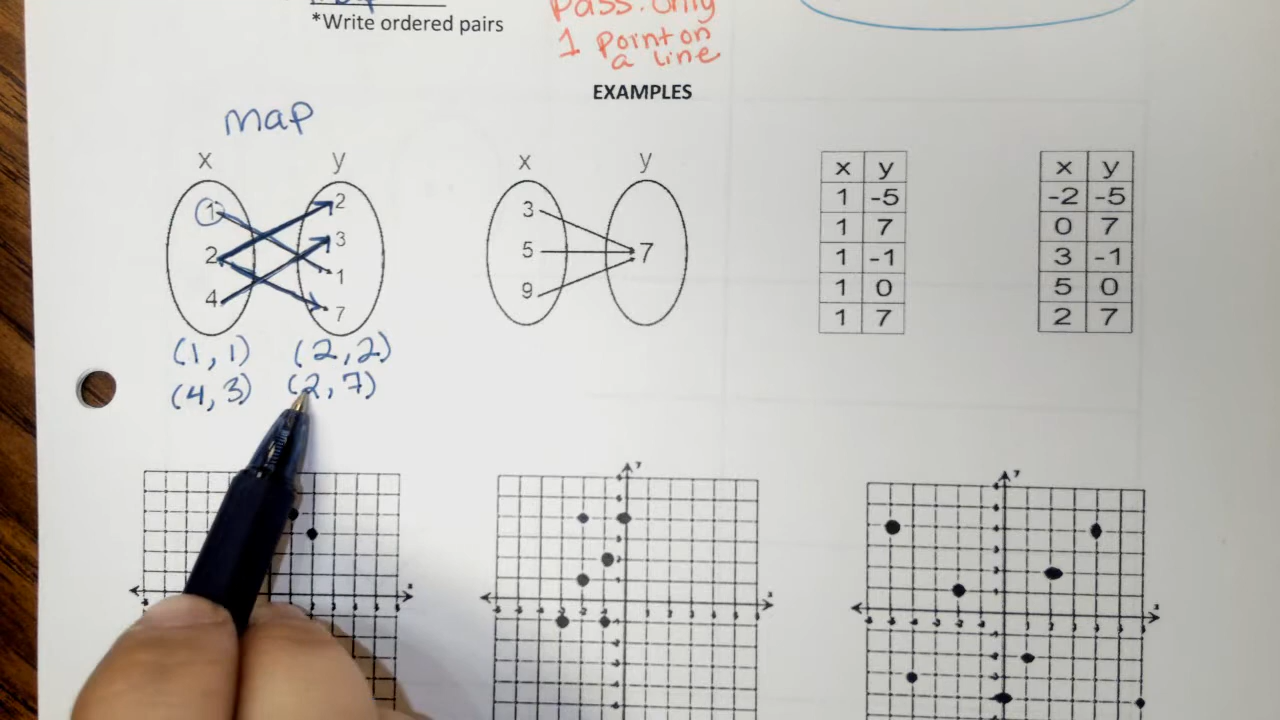 *Write ordered pairs
Pass. Only
1 Point on
a line
EXAMPLES
map
x y
1 2
2 3
4 1
7
(1, 1) (2, 2)
(4, 3) (2, 7)
x y
3
5 7
9
x y
1 -5
1 7
1 -1
1 0
1 7
x y
-2 -5
0 7
3 -1
5 0
2 7